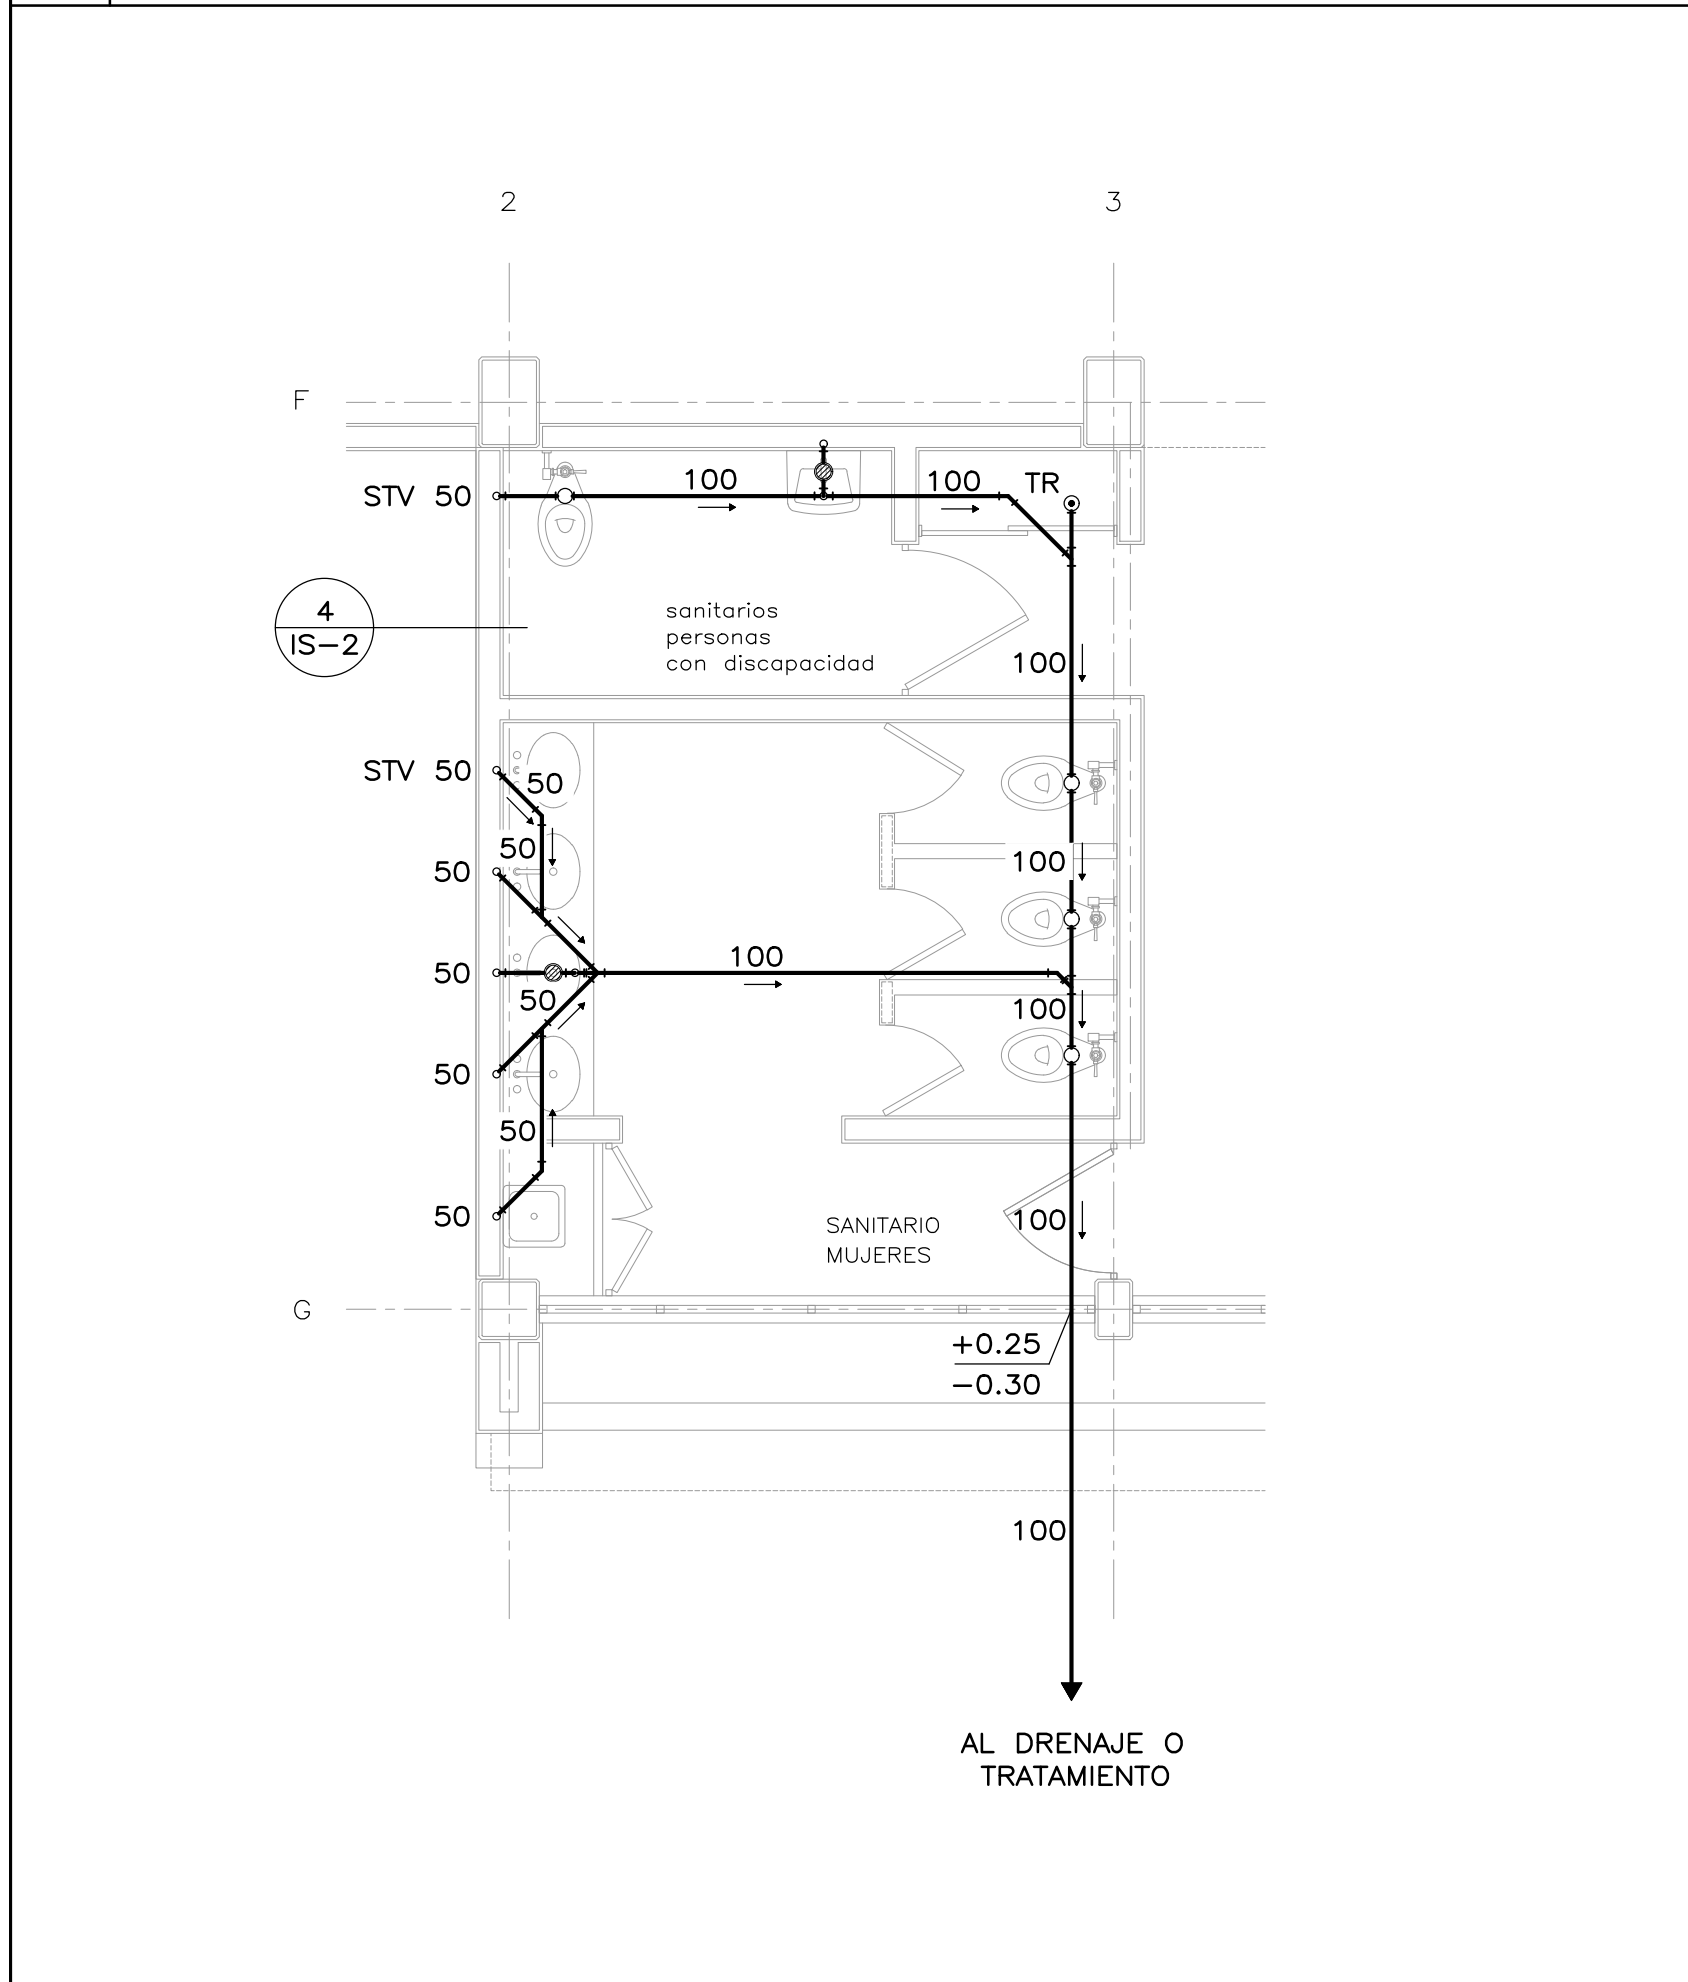 2
3
F
100
100
TR
STV 50
4
IS-2
sanitarios
personas
con discapacidad
100
STV 50
50
50
100
50
50
100
50
100
50
50
50
SANITARIO
MUJERES
100
G
+0.25
-0.30
100
AL DRENAJE O
TRATAMIENTO